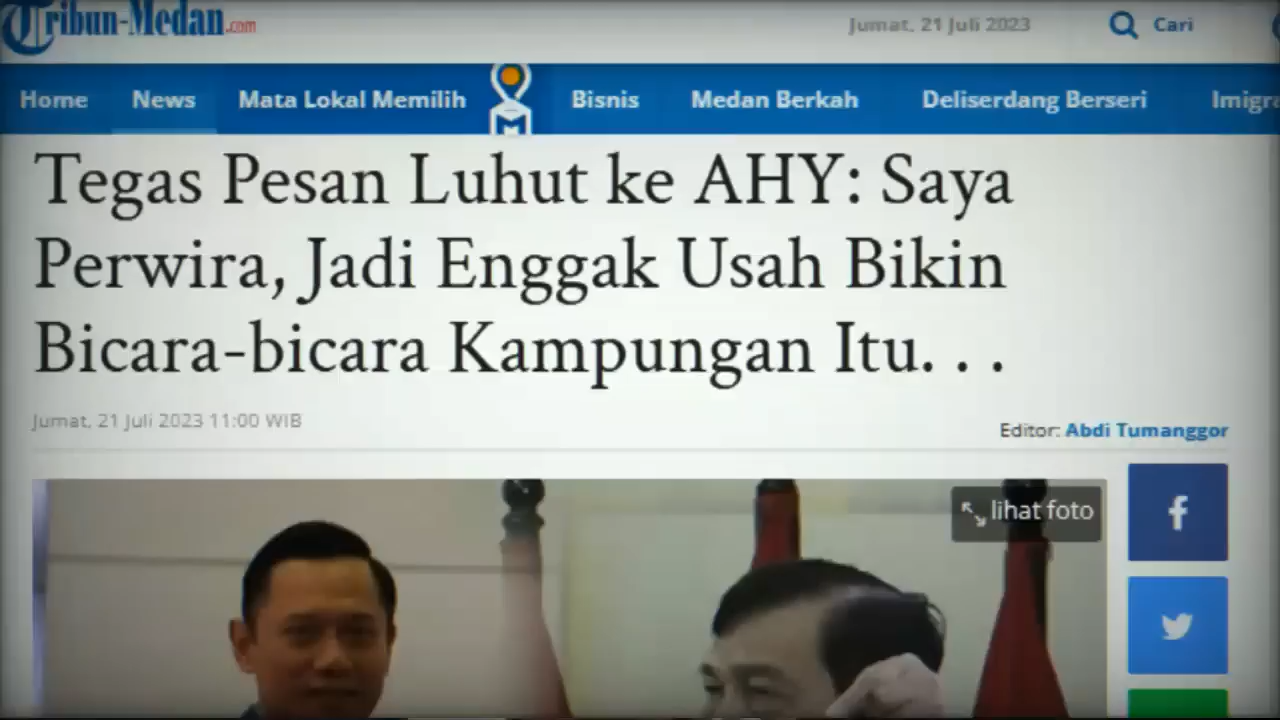 Tribun-Medan.com
Jumat, 21 Juli 2023
Cari
Home News Mata Lokal Memilih Bisnis Medan Berkah Deliserdang Berseri
Tegas Pesan Luhut ke AHY: Saya
Perwira, Jadi Enggak Usah Bikin
Bicara-bicara Kampungan Itu. . .
Jumat, 21 Juli 2023 11:00 WIB
Editor: Abdi Tumanggor
lihat foto